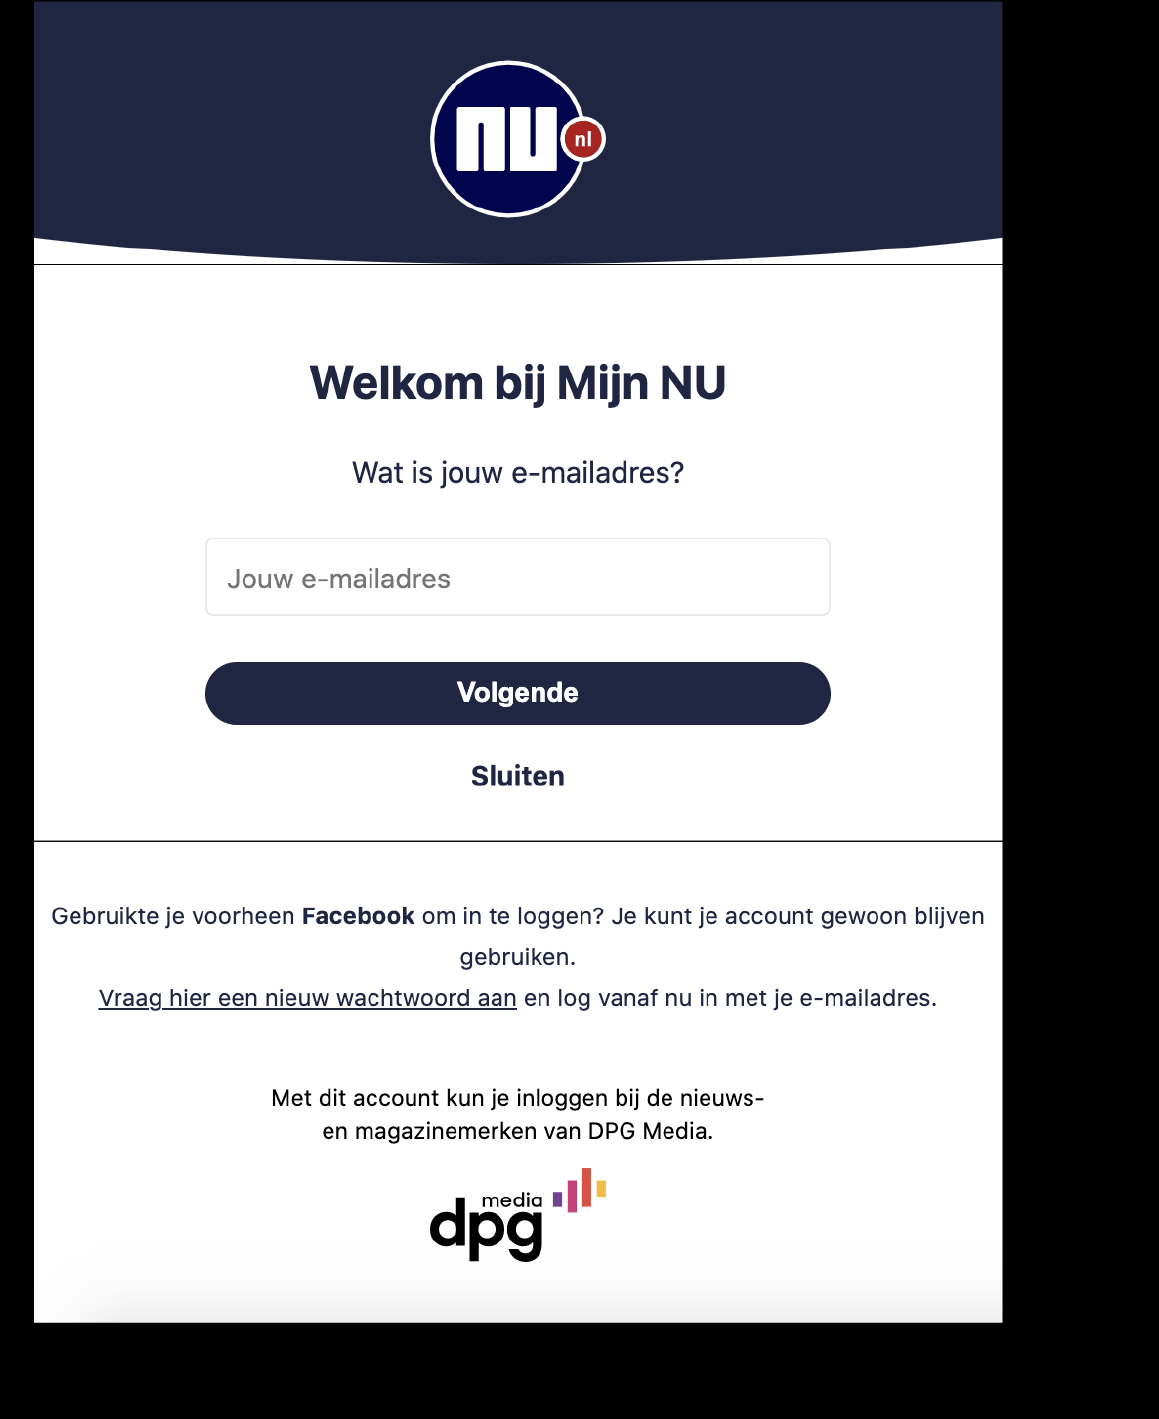 nu nl
Welkom bij Mijn NU
Wat is jouw e-mailadres?
Jouw e-mailadres
Volgende
Sluiten
Gebruikte je voorheen Facebook om in te loggen? Je kunt je account gewoon blijven
gebruiken.
Vraag hier een nieuw wachtwoord aan en log vanaf nu in met je e-mailadres.
Met dit account kun je inloggen bij de nieuws-
en magazinemerken van DPG Media.
media
dpg